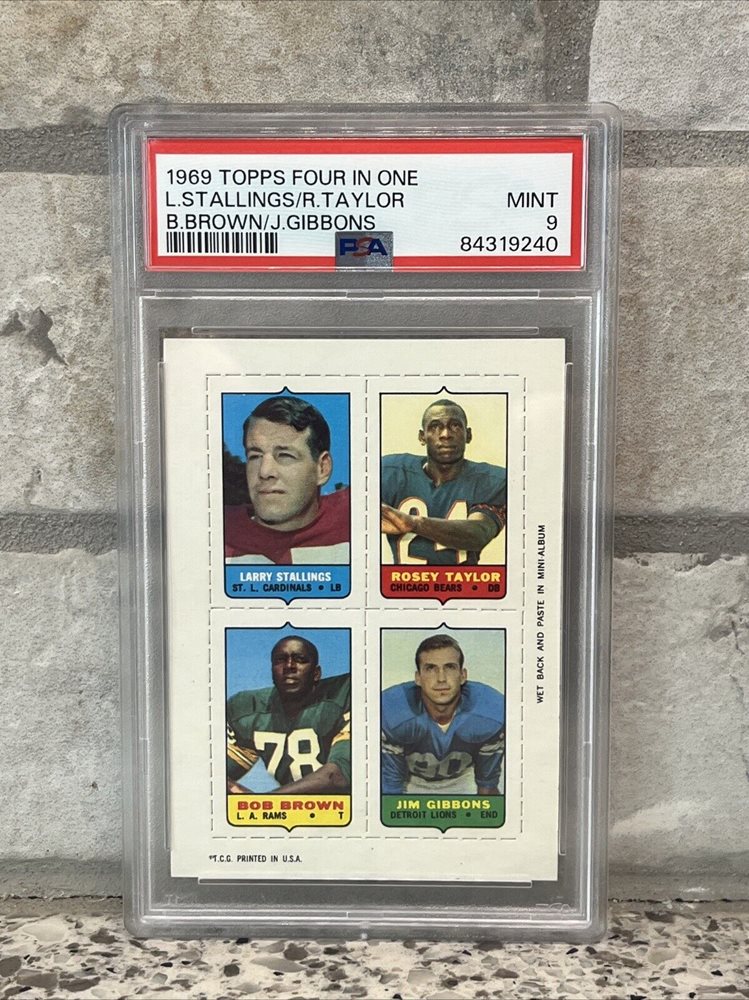 1969 TOPPS FOUR IN ONE
L.STALLINGS/R.TAYLOR MINT
B.BROWN/J.GIBBONS 9
PSA 84319240
24
LARRY STALLINGS
ST. L. CARDINALS • LB
ROSEY TAYLOR
CHICAGO BEARS • DB
78
BOB BROWN
L. A. RAMS • T
JIM GIBBONS
DETROIT LIONS • END
WET BACK AND PASTE IN MINI-ALBUM
©T.C.G. PRINTED IN U.S.A.